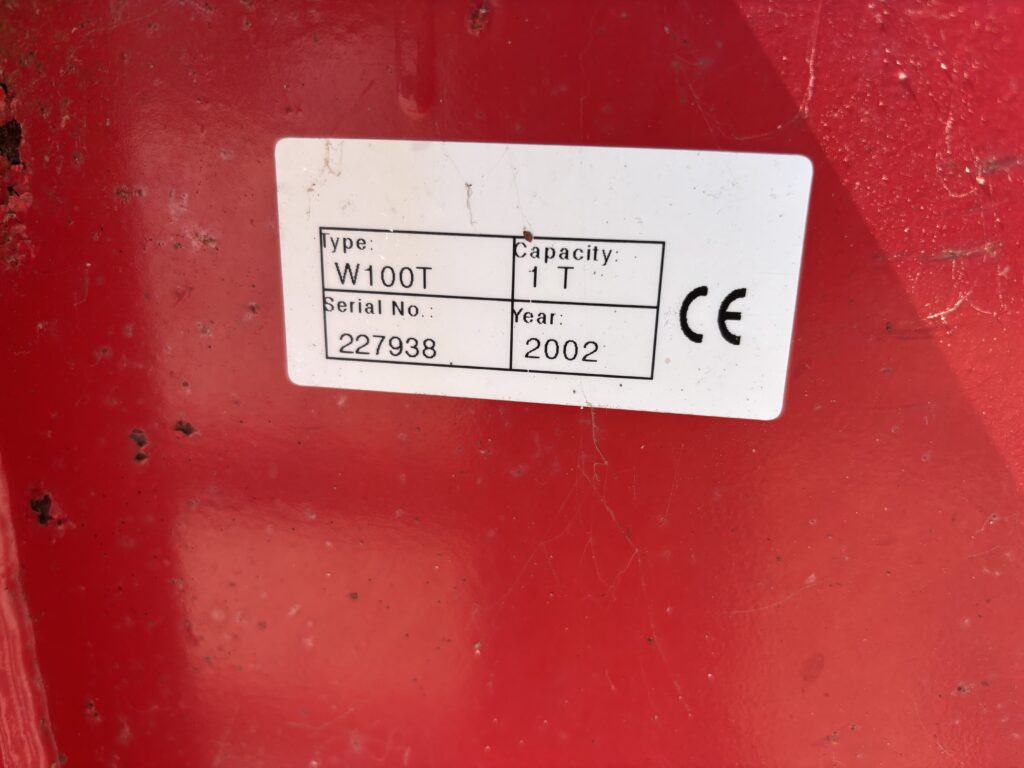 Type: Capacity:
W100T 1 T
Serial No.: Year:
227938 2002
CE